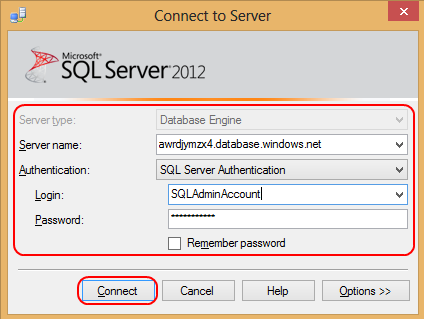 Connect to Server
Microsoft
SQL Server 2012
Server type: Database Engine
Server name: awrdjymzx4.database.windows.net
Authentication: SQL Server Authentication
Login: SQLAdminAccount
Password: ***********
Remember password
Connect Cancel Help Options >>